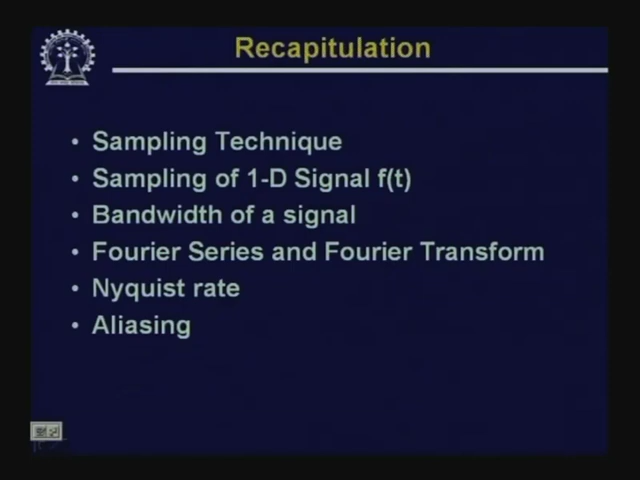 Recapitulation
• Sampling Technique
• Sampling of 1-D Signal f(t)
• Bandwidth of a signal
• Fourier Series and Fourier Transform
• Nyquist rate
• Aliasing